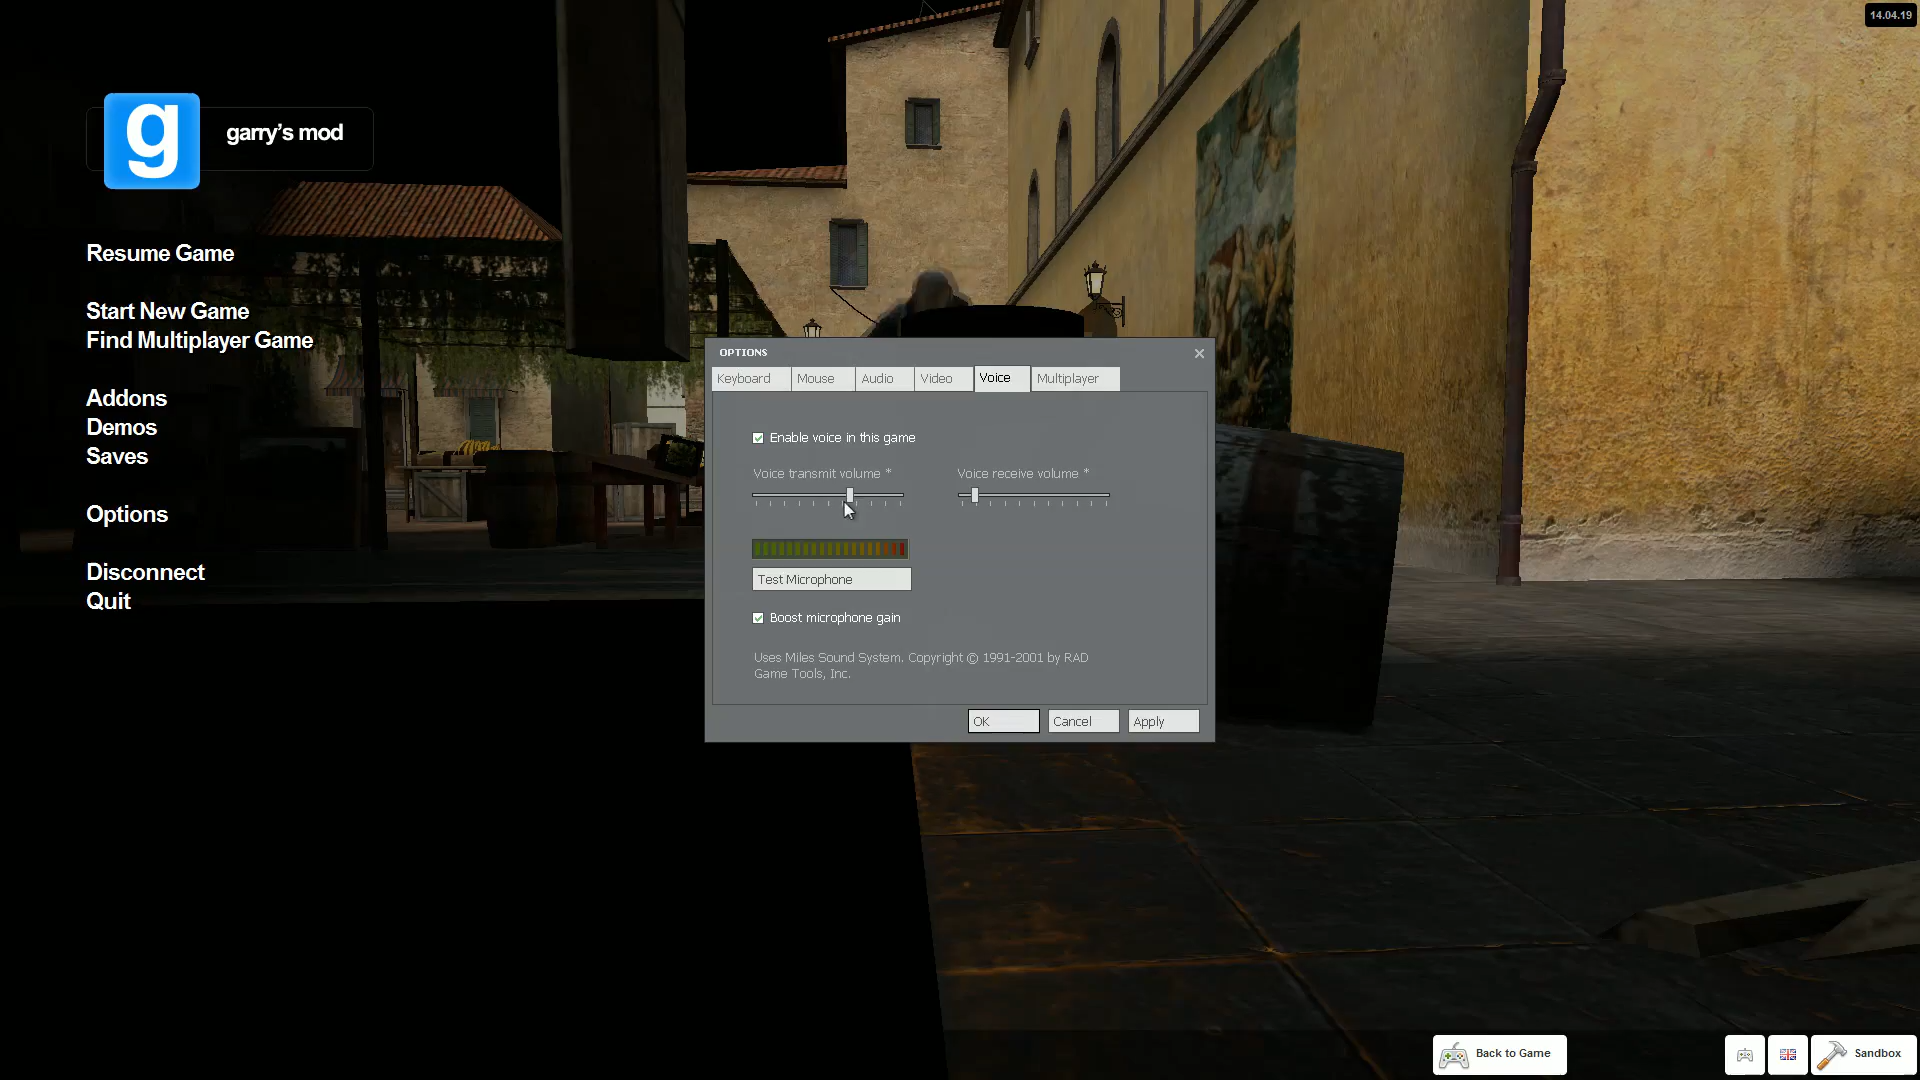 14.04.19
g
garry's mod
Resume Game
Start New Game
Find Multiplayer Game
Addons
Demos
Saves
Options
Disconnect
Quit
OPTIONS
Keyboard Mouse Audio Video Voice Multiplayer
Enable voice in this game
Voice transmit volume * Voice receive volume *
Test Microphone
Boost microphone gain
Uses Miles Sound System. Copyright © 1991-2001 by RAD
Game Tools, Inc.
OK Cancel Apply
Back to Game
Sandbox